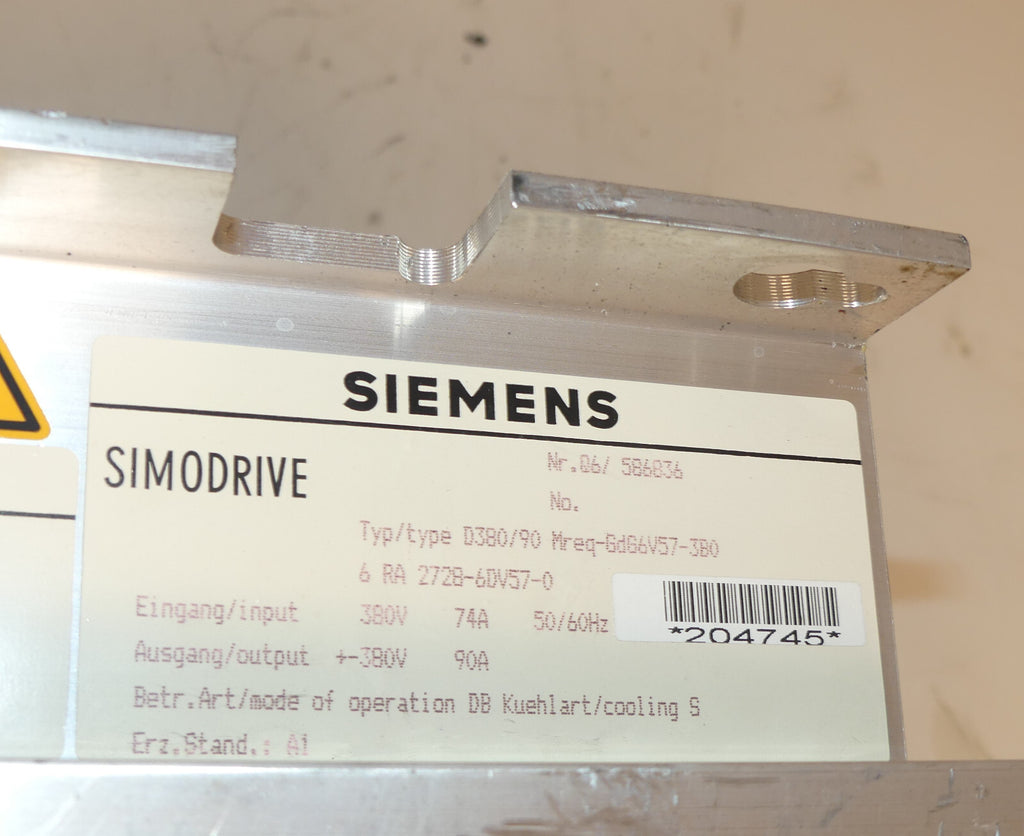 SIEMENS
SIMODRIVE
Nr.Q6/ 586836
No.
Typ/type D380/90 Mreq-GdG6V57-3B0
6 RA 2728-6DV57-0
Eingang/input 380V 74A 50/60Hz
*204745*
Ausgang/output +-380V 90A
Betr.Art/mode of operation DB Kuehlart/cooling S
Erz.Stand.: A1